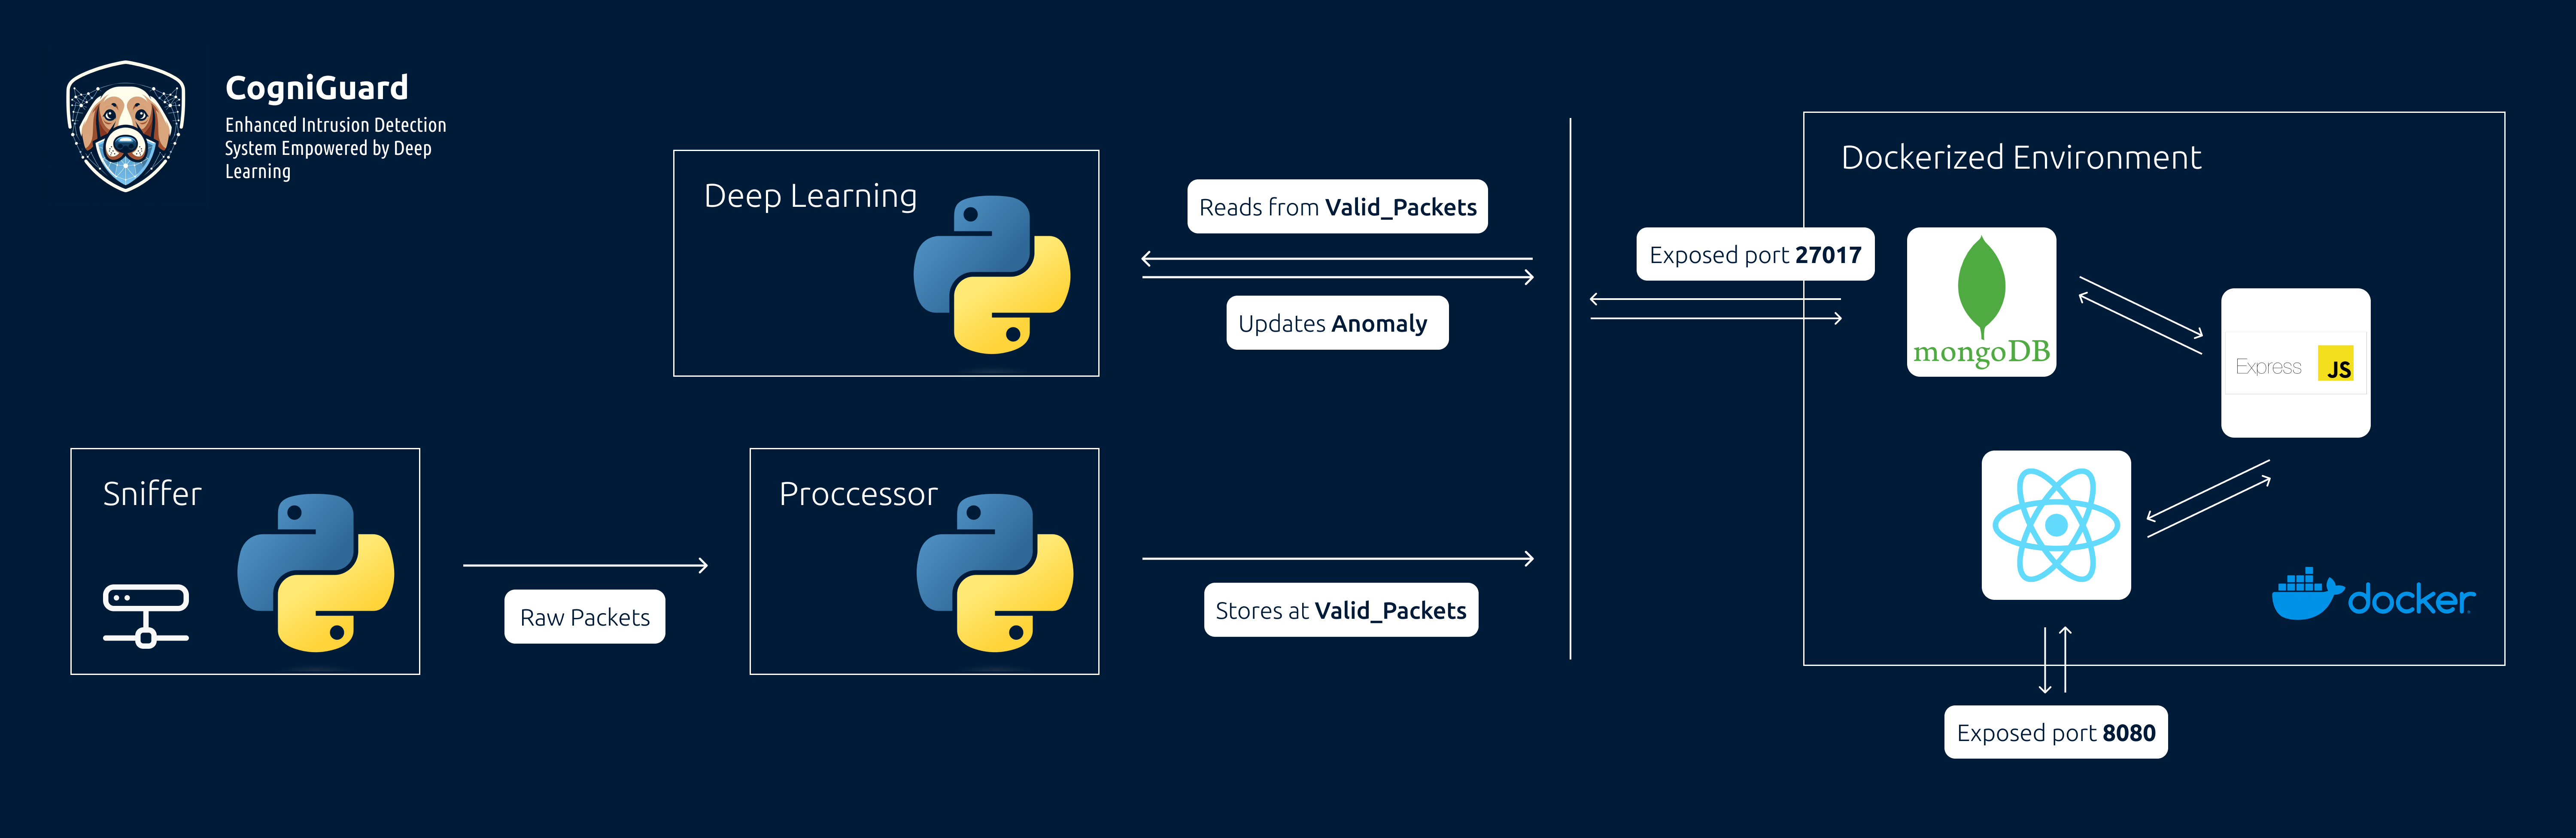 CogniGuard
Enhanced Intrusion Detection
System Empowered by Deep
Learning
Deep Learning
Reads from Valid_Packets
Updates Anomaly
Exposed port 27017
Dockerized Environment
mongoDB
Express
JS
Sniffer
Raw Packets
Proccessor
Stores at Valid_Packets
docker
Exposed port 8080